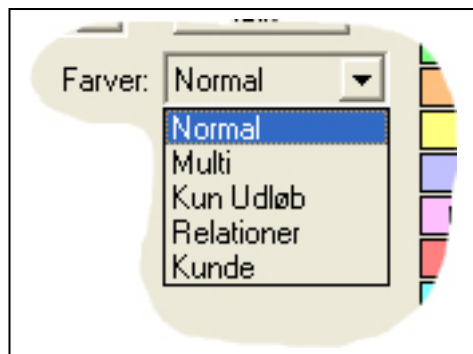 Farver: Normal
Normal
Multi
Kun Udløb
Relationer
Kunde